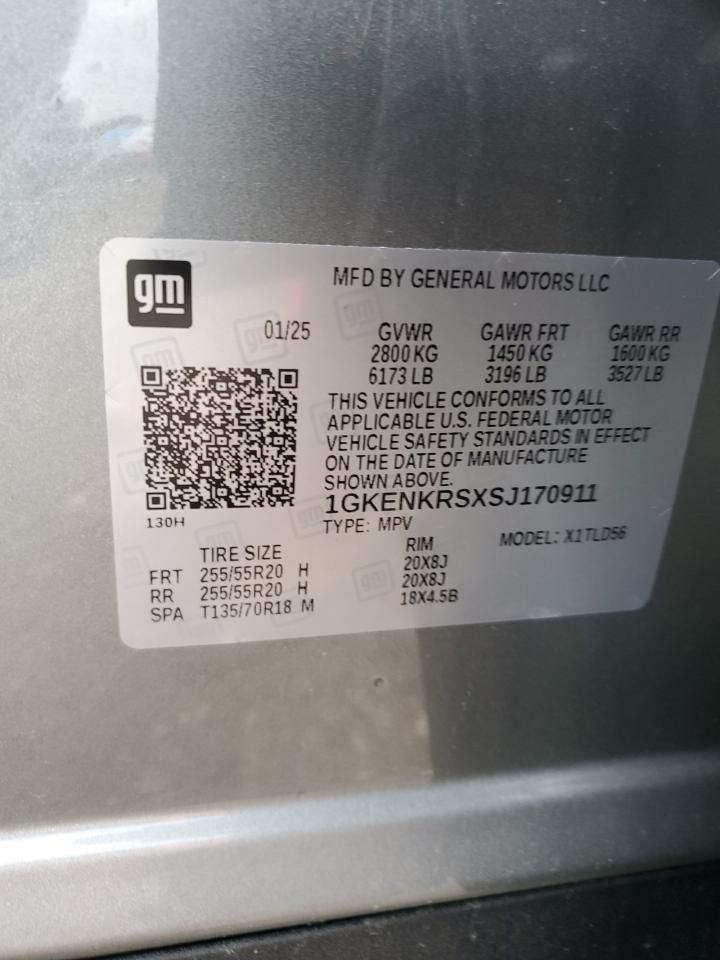 gm
MFD BY GENERAL MOTORS LLC
01/25 GVWR GAWR FRT GAWR RR
2800 KG 1450 KG 1600 KG
6173 LB 3196 LB 3527 LB
THIS VEHICLE CONFORMS TO ALL
APPLICABLE U.S. FEDERAL MOTOR
VEHICLE SAFETY STANDARDS IN EFFECT
ON THE DATE OF MANUFACTURE
SHOWN ABOVE.
1GKENKRSXSJ170911
130H
TYPE: MPV MODEL: X1TLD56
TIRE SIZE RIM
FRT 255/55R20 H 20X8J
RR 255/55R20 H 20X8J
SPA T135/70R18 M 18X4.5B